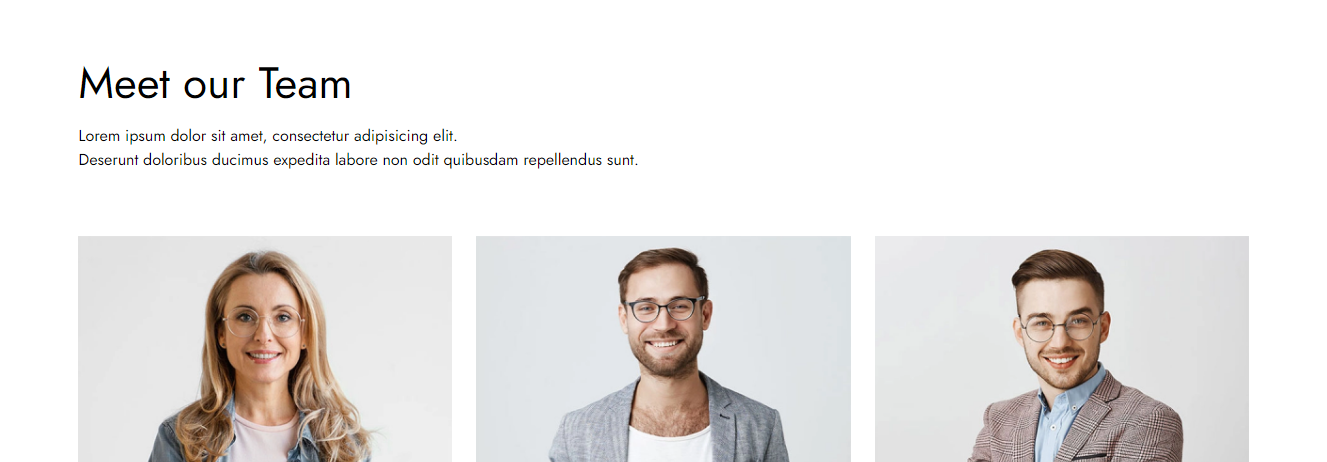 Meet our Team
Lorem ipsum dolor sit amet, consectetur adipisicing elit.
Deserunt doloribus ducimus expedita labore non odit quibusdam repellendus sunt.